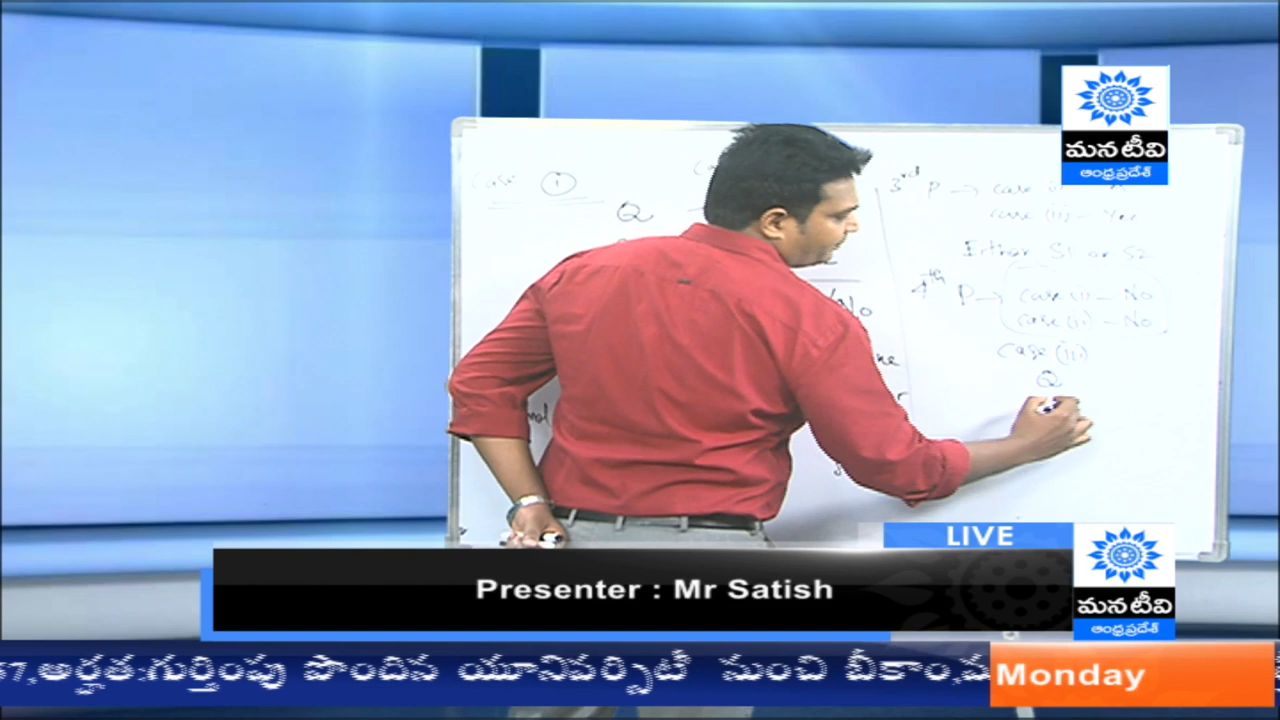 మన టీవి
ఆంధ్రప్రదేశ్
Case (i)
Q
3rd P → case
case (ii) – Yes
Either S1 or S2
4th P → case (i) – No
case (ii) – No
case (iii)
Q
LIVE
Presenter : Mr Satish
మన టీవి
ఆంధ్రప్రదేశ్
57,అర్హత:గుర్తింపు పొందిన యూనివర్సిటీ నుంచి బీకాం,
Monday